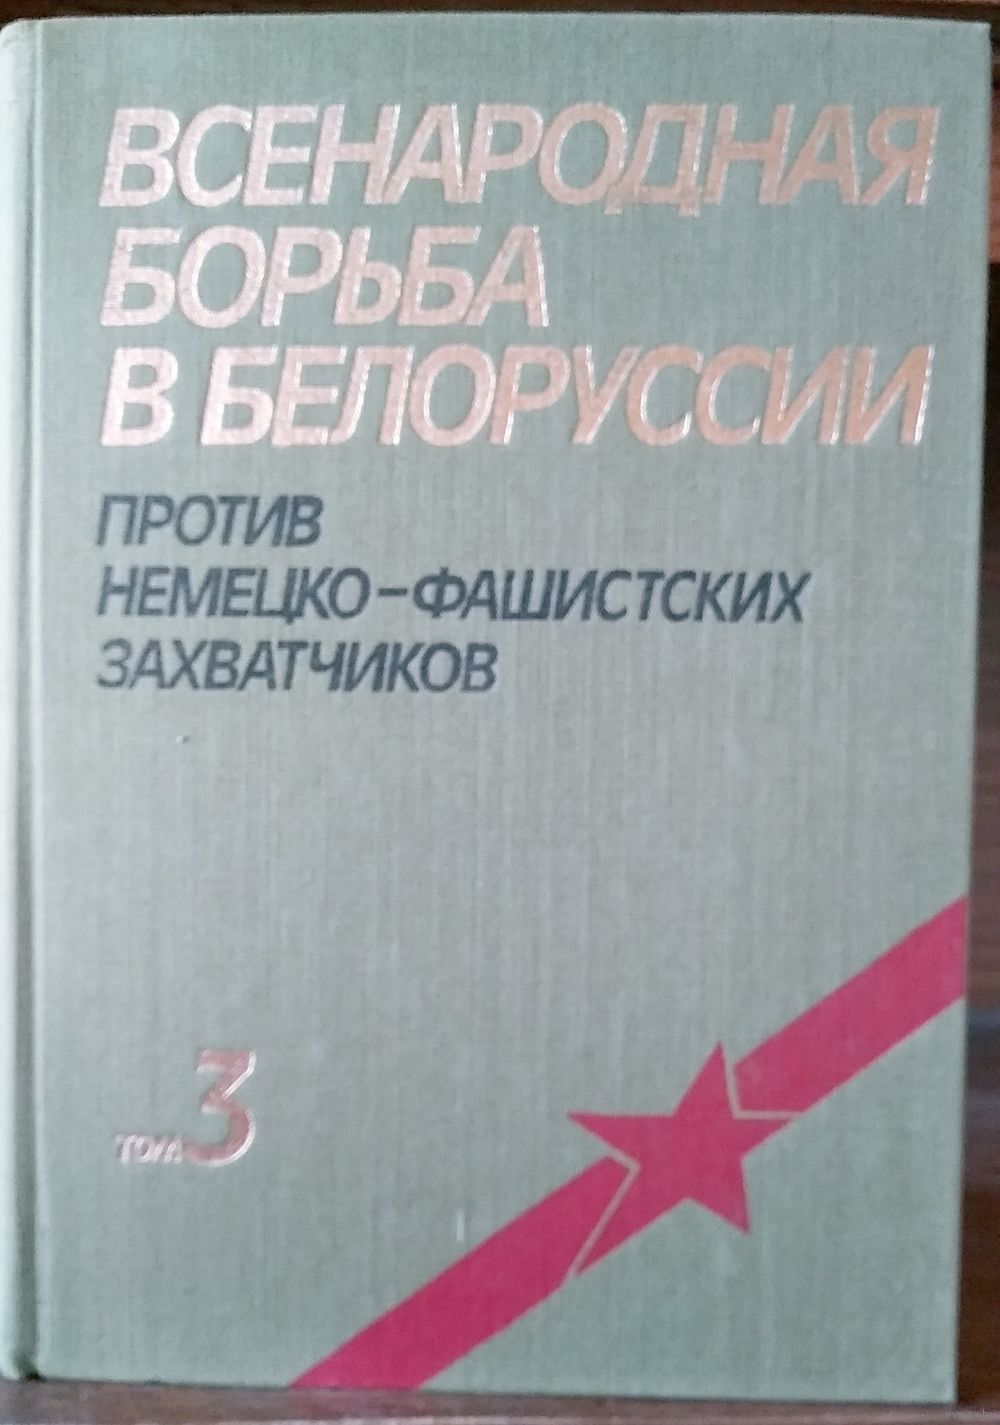 ВСЕНАРОДНАЯ
БОРЬБА
В БЕЛОРУССИИ
ПРОТИВ
НЕМЕЦКО-ФАШИСТСКИХ
ЗАХВАТЧИКОВ
ТОМ 3